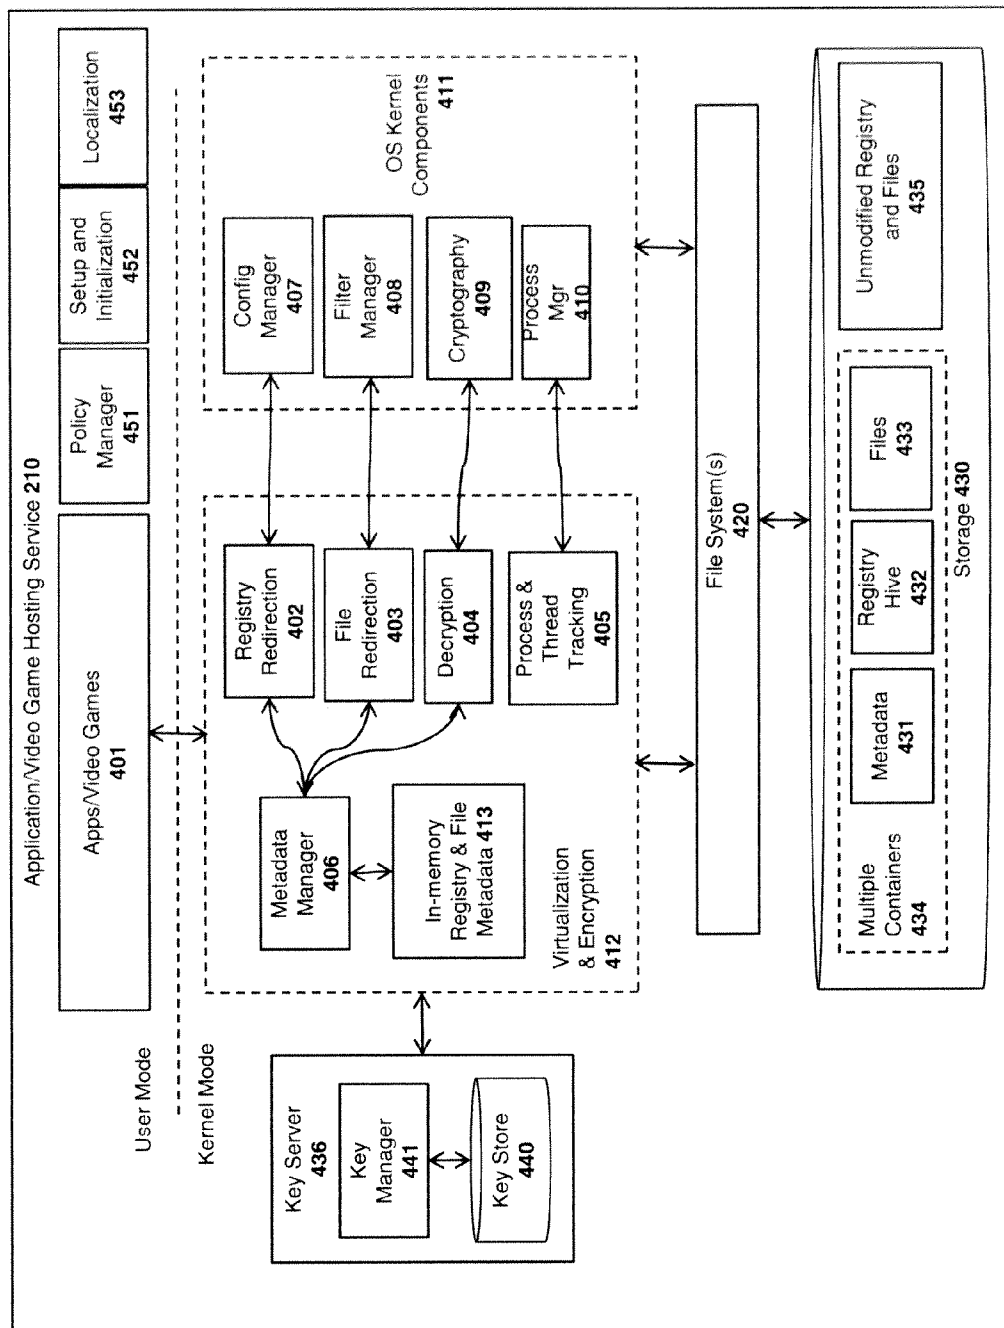 Application/Video Game Hosting Service 210
Apps/Video Games
401
Policy
Manager
451
Setup and
Initialization
452
Localization
453
User Mode
Kernel Mode
Key Server
436
Key
Manager
441
Key Store
440
Metadata
Manager
406
In-memory
Registry & File
Metadata 413
Virtualization
& Encryption
412
Registry
Redirection
402
File
Redirection
403
Decryption
404
Process &
Thread
Tracking
405
Config
Manager
407
Filter
Manager
408
Cryptography
409
Process
Mgr
410
OS Kernel
Components
411
File System(s)
420
Multiple
Containers
434
Metadata
431
Registry
Hive
432
Files
433
Storage 430
Unmodified Registry
and Files
435